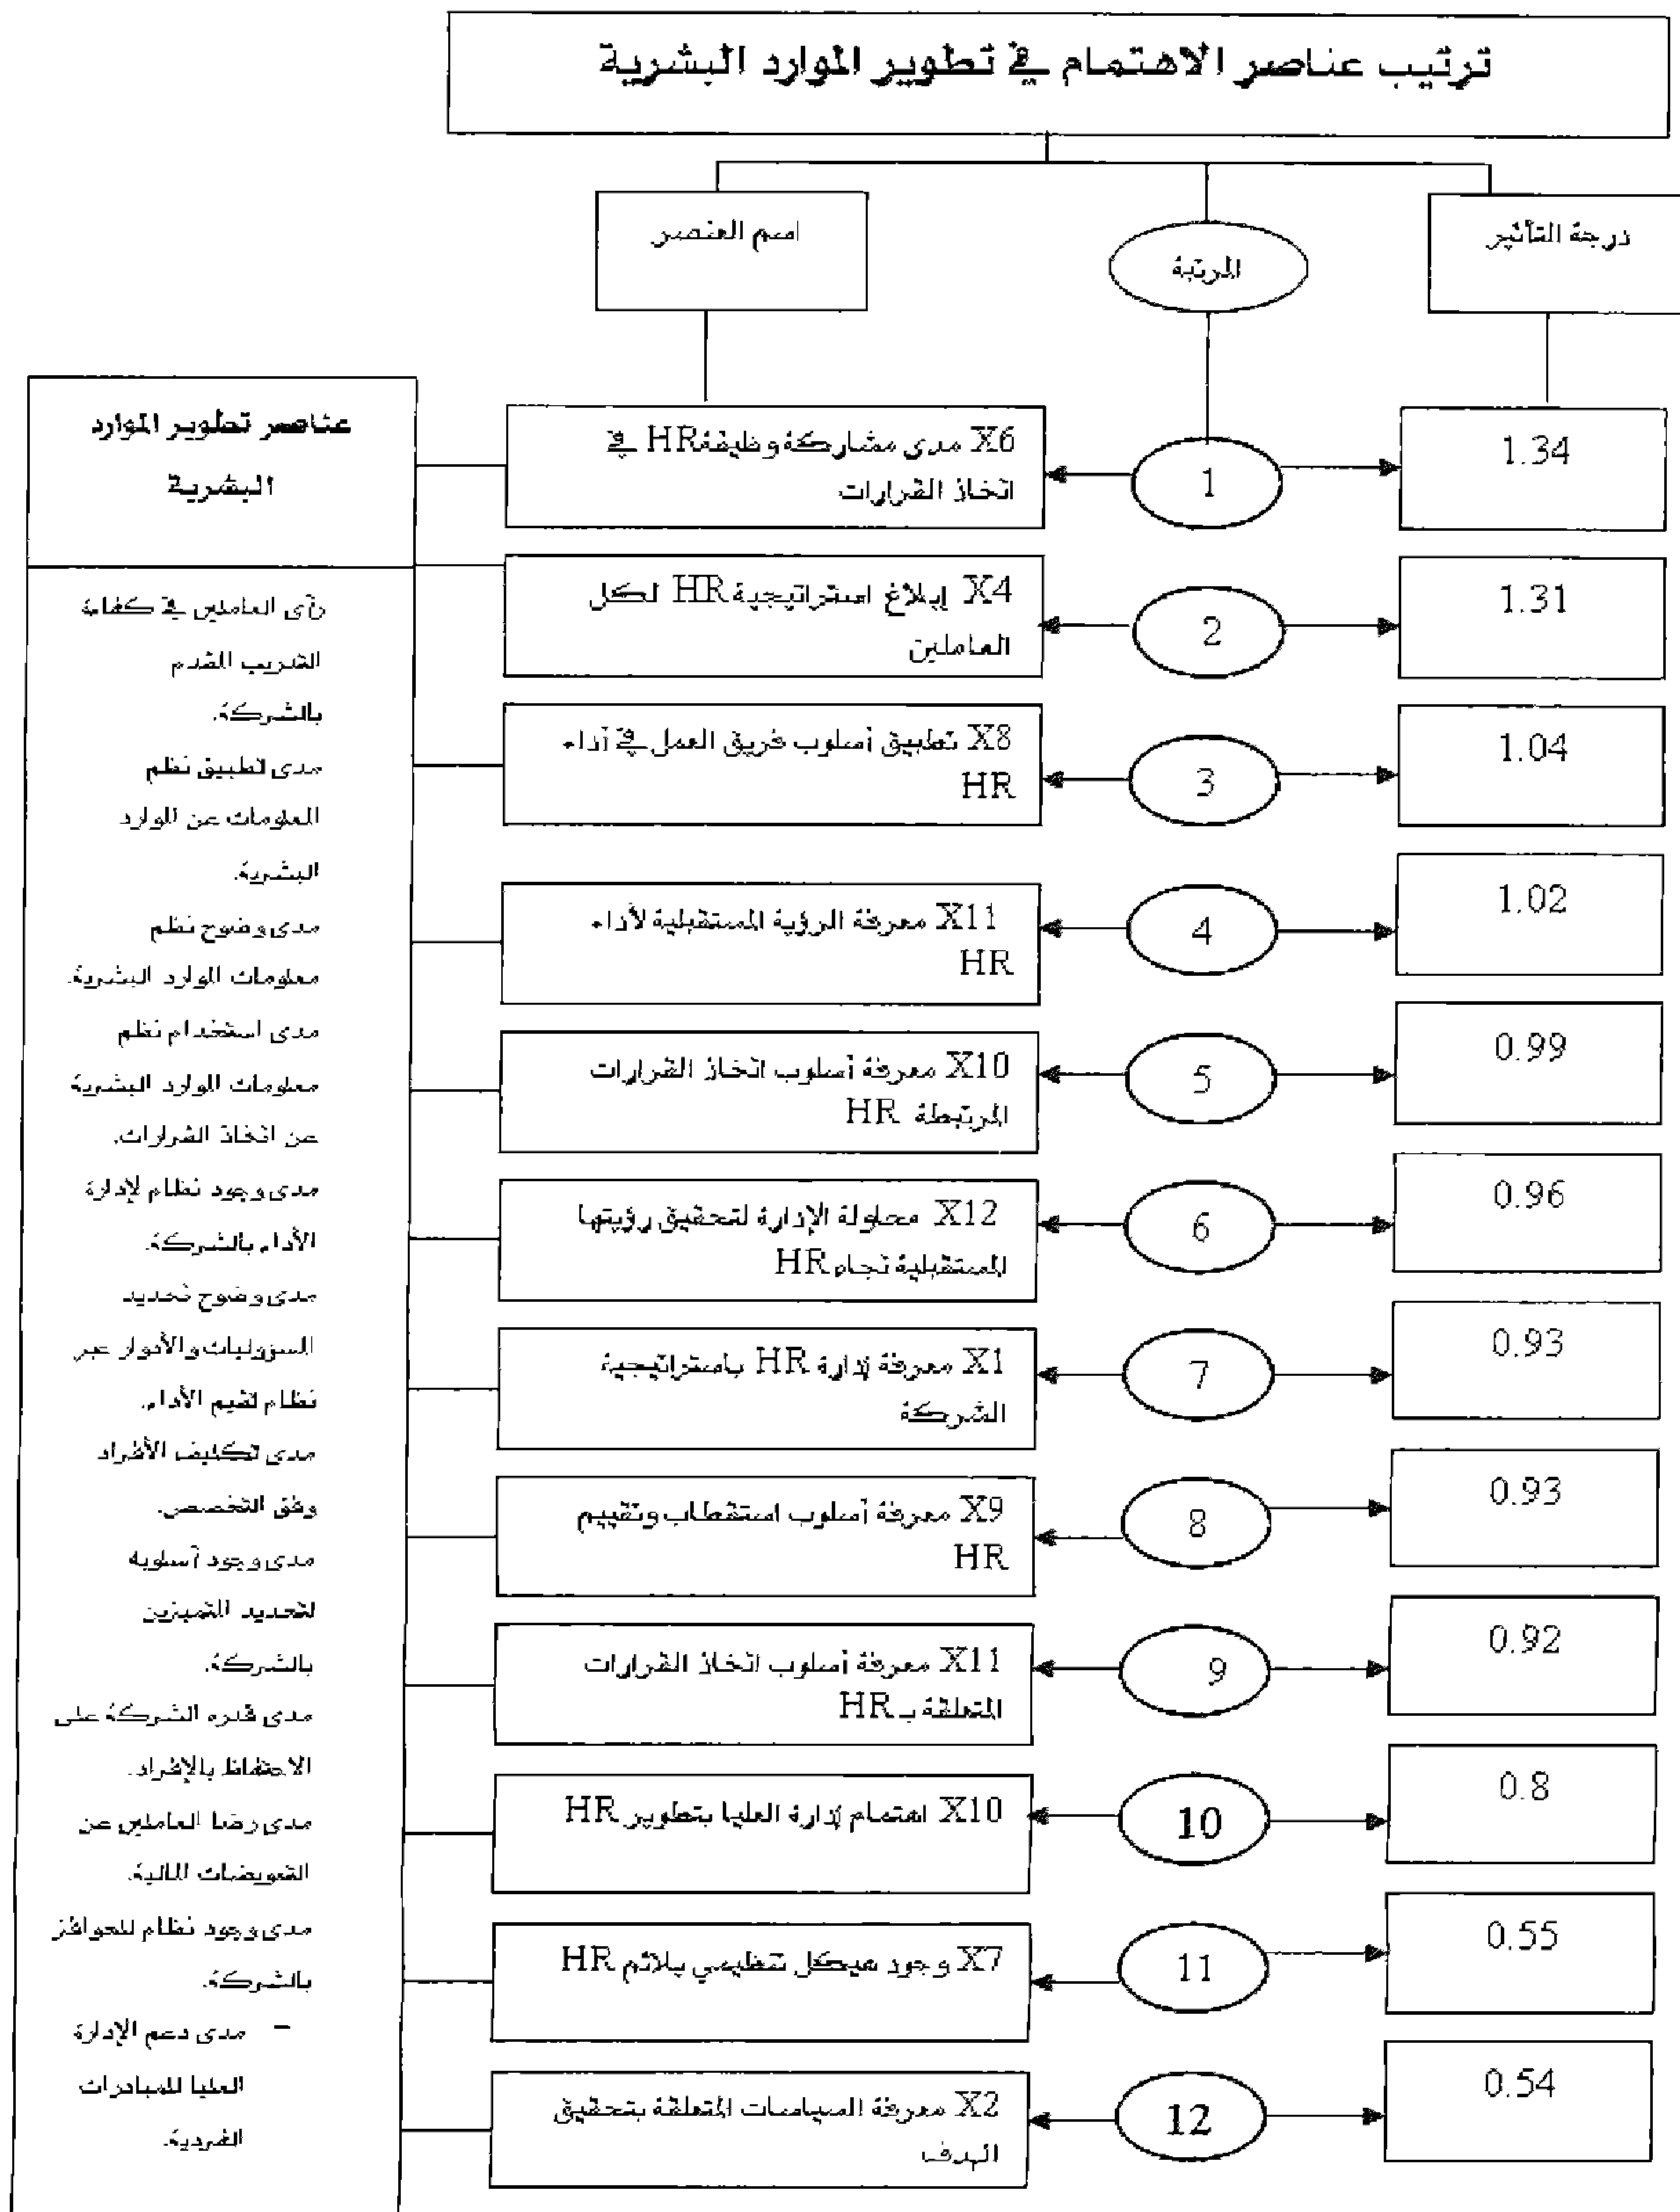 ترتيب عناصر الاهتمام في تطوير الموارد البشرية
درجة التأثير
المرتبة
اسم العنصر
1.34
1
X6 مدى مشاركة وظيفة HR في
اتخاذ القرارات
1.31
2
X4 إبلاغ استراتيجية HR لكل
العاملين
1.04
3
X8 تطبيق أسلوب فريق العمل في أداء
HR
1.02
4
X11 معرفة الرؤية المستقبلية لأداء
HR
0.99
5
X10 معرفة أسلوب اتخاذ القرارات
المرتبطة HR
0.96
6
X12 محاولة الإدارة لتحقيق رؤيتها
المستقبلية تجاه HR
0.93
7
X1 معرفة إدارة HR باستراتيجية
الشركة
0.93
8
X9 معرفة أسلوب استقطاب وتقييم
HR
0.92
9
X11 معرفة أسلوب اتخاذ القرارات
المتعلقة بـ HR
0.8
10
X10 اهتمام إدارة العليا بتطوير HR
0.55
11
X7 وجود هيكل تنظيمي يلائم HR
0.54
12
X2 معرفة السياسات المتعلقة بتحقيق
الهدف
عناصر تطوير الموارد
البشرية
رأى العاملين في كفاءة
التدريب المقدم
بالشركة.
مدى تطبيق نظم
المعلومات عن الموارد
البشرية.
مدى وضوح نظم
معلومات الموارد البشرية.
مدى استخدام نظم
معلومات الموارد البشرية
عن اتخاذ القرارات.
مدى وجود نظام لإدارة
الأداء بالشركة.
مدى وضوح تحديد
المسؤوليات والأدوار عبر
نظام تقيم الأداء.
مدى تكليف الأفراد
وفق التخصص.
مدى وجود أسلوبه
لتحديد المتميزين
بالشركة.
مدى قدره الشركة على
الاحتفاظ بالإفراد.
مدى رضا العاملين عن
التعويضات المالية.
مدى وجود نظام للحوافز
بالشركة.
- مدى دعم الإدارة
العليا للمبادرات
الفردية.